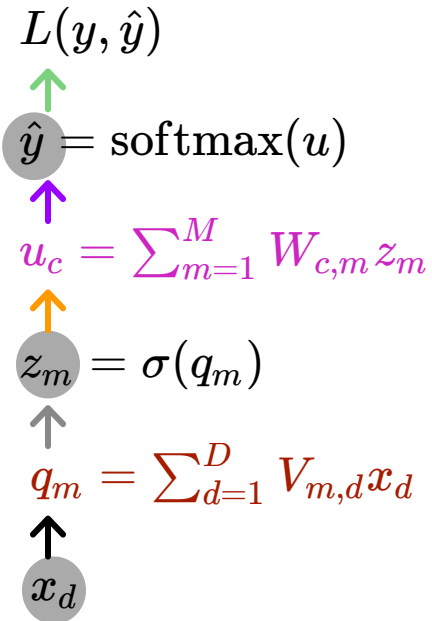 L(y, ŷ)
ŷ = softmax(u)
u_c = ∑_{m=1}^{M} W_{c,m} z_m
z_m = σ(q_m)
q_m = ∑_{d=1}^{D} V_{m,d} x_d
x_d